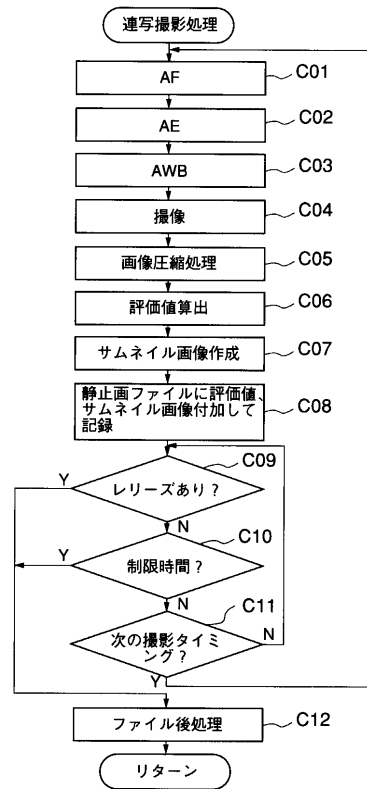 連写撮影処理
AF
C01
AE
C02
AWB
C03
撮像
C04
画像圧縮処理
C05
評価値算出
C06
サムネイル画像作成
C07
静止画ファイルに評価値、
サムネイル画像付加して
記録
C08
C09
レリーズあり？
Y
N
C10
制限時間？
Y
N
C11
次の撮影タイミ
ング？
N
Y
ファイル後処理
C12
リターン